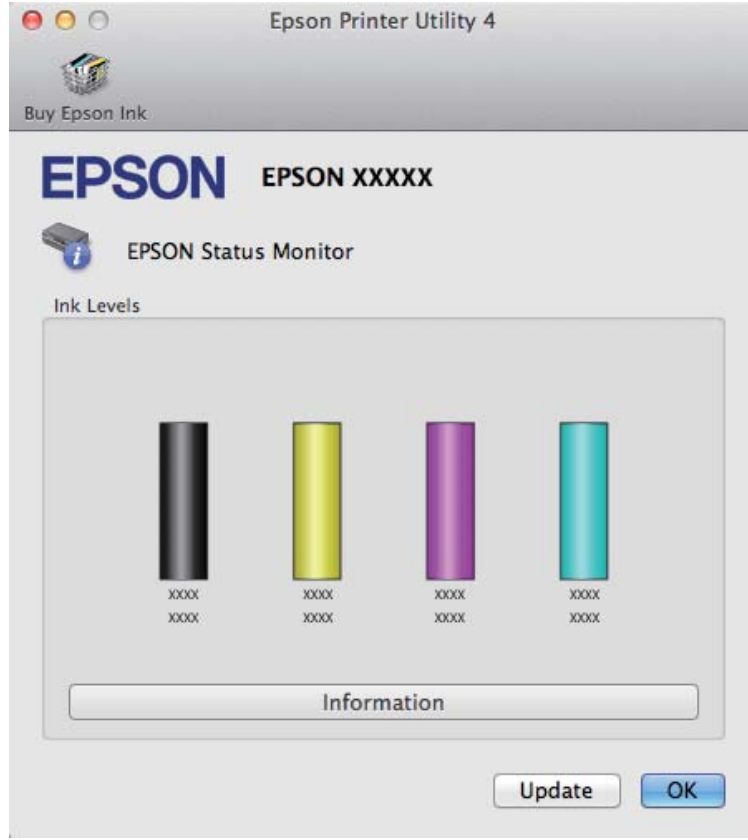 Epson Printer Utility 4
Buy Epson Ink
EPSON EPSON XXXXX
EPSON Status Monitor
Ink Levels
xxxx xxxx xxxx xxxx
xxxx xxxx xxxx xxxx
Information
Update OK